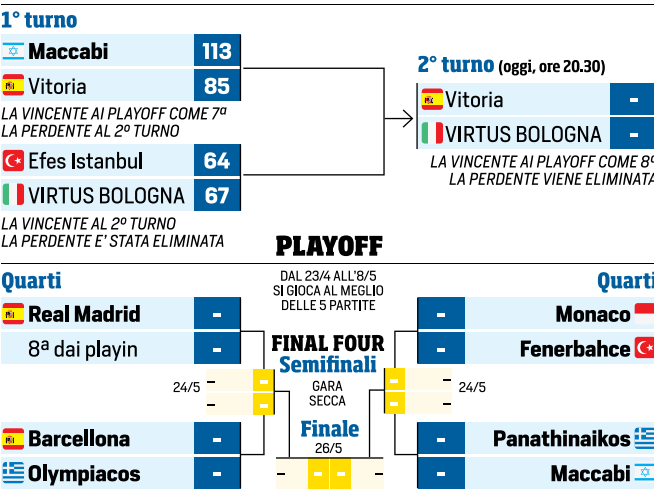 1° turno
Maccabi 113
Vitoria 85
LA VINCENTE AI PLAYOFF COME 7ª
LA PERDENTE AL 2º TURNO
Efes Istanbul 64
VIRTUS BOLOGNA 67
LA VINCENTE AL 2º TURNO
LA PERDENTE E' STATA ELIMINATA
2° turno (oggi, ore 20.30)
Vitoria -
VIRTUS BOLOGNA -
LA VINCENTE AI PLAYOFF COME 8ª
LA PERDENTE VIENE ELIMINATA
PLAYOFF
DAL 23/4 ALL'8/5
SI GIOCA AL MEGLIO
DELLE 5 PARTITE
Quarti
Real Madrid -
8ª dai playin -
24/5 - -
- -
Barcellona -
Olympiacos -
FINAL FOUR
Semifinali
GARA
SECCA
Finale
26/5
- - - -
Quarti
- Monaco
- Fenerbahce
- - 24/5
- -
- Panathinaikos
- Maccabi